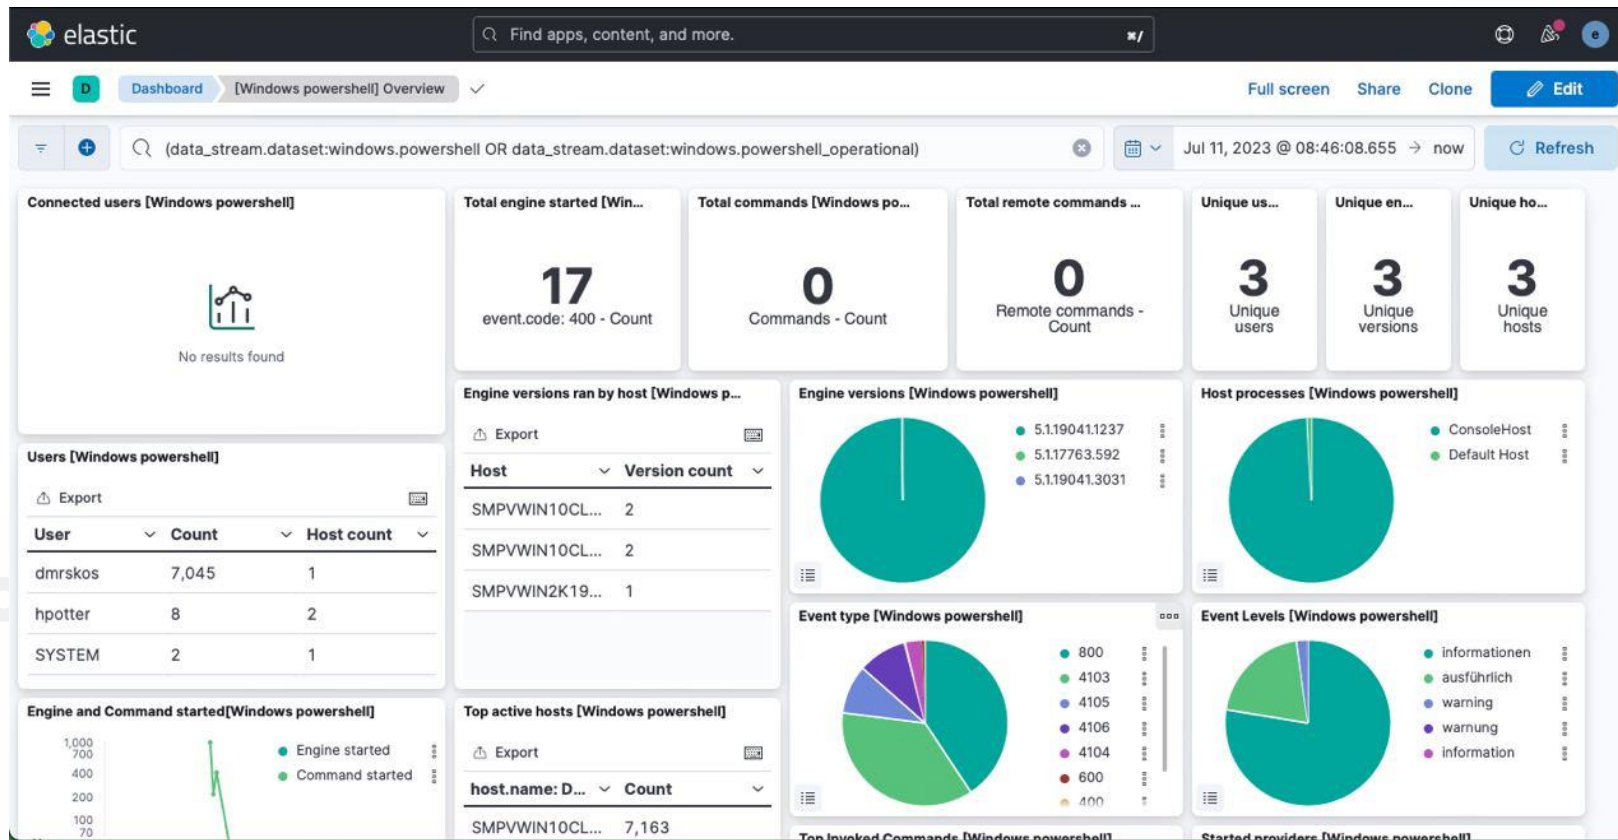 elastic
Find apps, content, and more.
⌘/
e
D
Dashboard
[Windows powershell] Overview
Full screen
Share
Clone
Edit
(data_stream.dataset:windows.powershell OR data_stream.dataset:windows.powershell_operational)
Jul 11, 2023 @ 08:46:08.655 → now
Refresh
Connected users [Windows powershell]
No results found
Total engine started [Win...
17
event.code: 400 - Count
Total commands [Windows po...
0
Commands - Count
Total remote commands ...
0
Remote commands -
Count
Unique us...
3
Unique
users
Unique en...
3
Unique
versions
Unique ho...
3
Unique
hosts
Users [Windows powershell]
Export
User Count Host count
dmrskos 7,045 1
hpotter 8 2
SYSTEM 2 1
Engine versions ran by host [Windows p...
Export
Host Version count
SMPVWIN10CL... 2
SMPVWIN10CL... 2
SMPVWIN2K19... 1
Engine versions [Windows powershell]
5.1.19041.1237
5.1.17763.592
5.1.19041.3031
Host processes [Windows powershell]
ConsoleHost
Default Host
Event type [Windows powershell]
800
4103
4105
4106
4104
600
400
Event Levels [Windows powershell]
informationen
ausführlich
warning
warnung
information
Engine and Command started[Windows powershell]
1,000
700
400
200
100
70
Engine started
Command started
Top active hosts [Windows powershell]
Export
host.name: D... Count
SMPVWIN10CL... 7,163
Top Invoked Commands [Windows powershell]
Started providers [Windows powershell]